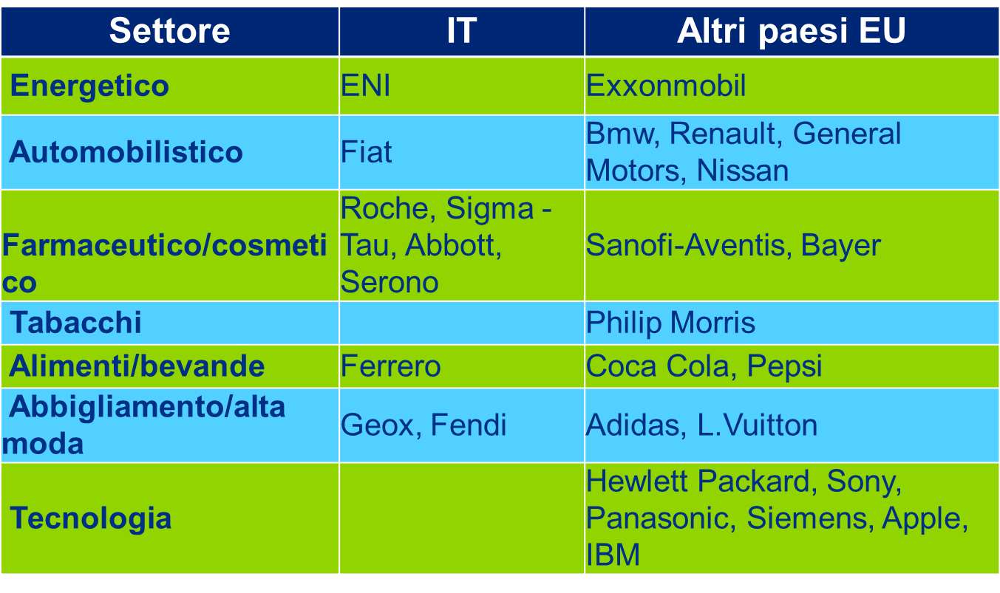 Settore IT Altri paesi EU
Energetico ENI Exxonmobil
Automobilistico Fiat Bmw, Renault, General
Motors, Nissan
Farmaceutico/cosmeti
co
Roche, Sigma -
Tau, Abbott,
Serono
Sanofi-Aventis, Bayer
Tabacchi Philip Morris
Alimenti/bevande Ferrero Coca Cola, Pepsi
Abbigliamento/alta
moda
Geox, Fendi Adidas, L.Vuitton
Tecnologia
Hewlett Packard, Sony,
Panasonic, Siemens, Apple,
IBM